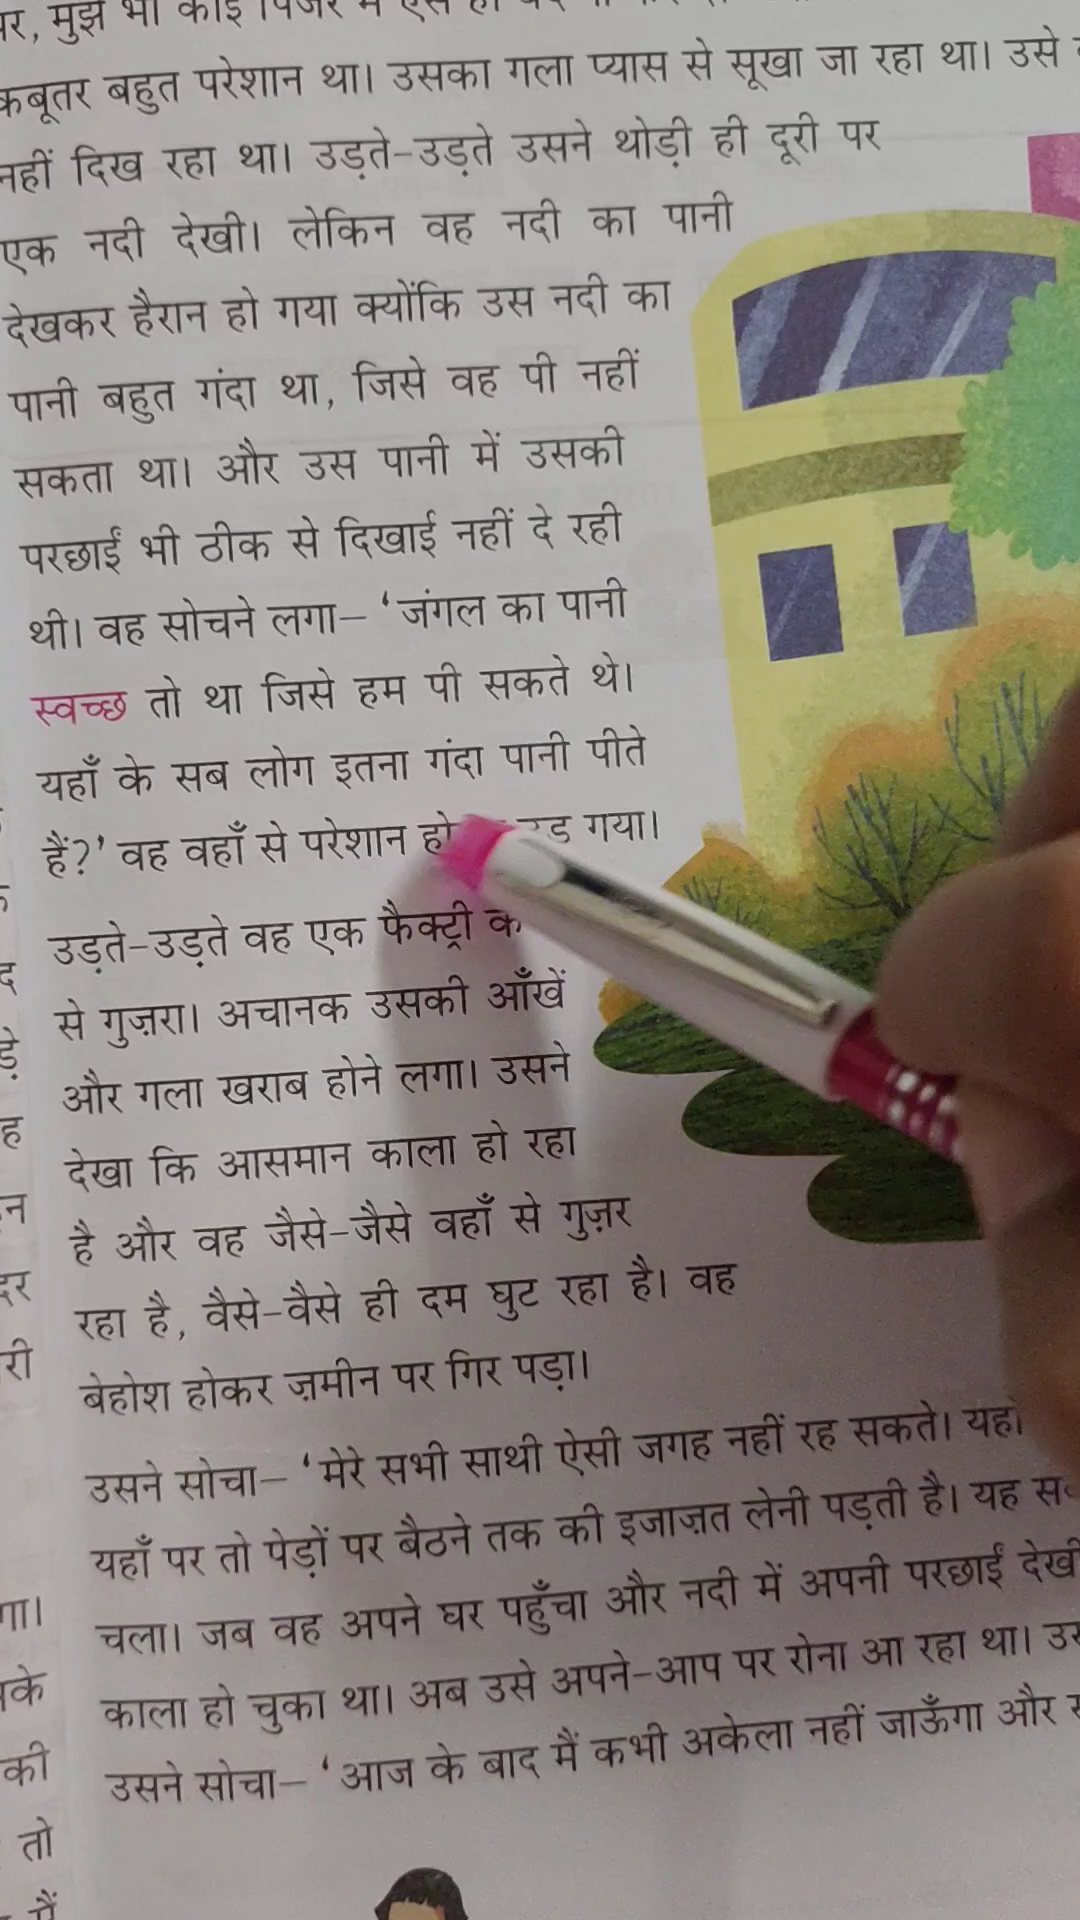 कबूतर बहुत परेशान था। उसका गला प्यास से सूखा जा रहा था। उसे
नहीं दिख रहा था। उड़ते-उड़ते उसने थोड़ी ही दूरी पर
एक नदी देखी। लेकिन वह नदी का पानी
देखकर हैरान हो गया क्योंकि उस नदी का
पानी बहुत गंदा था, जिसे वह पी नहीं
सकता था। और उस पानी में उसकी
परछाईं भी ठीक से दिखाई नहीं दे रही
थी। वह सोचने लगा— ‘जंगल का पानी
स्वच्छ तो था जिसे हम पी सकते थे।
यहाँ के सब लोग इतना गंदा पानी पीते
हैं?’ वह वहाँ से परेशान गया।
उड़ते-उड़ते वह एक फैक्ट्री
से गुज़रा। अचानक उसकी आँखें
और गला खराब होने लगा। उसने
देखा कि आसमान काला हो रहा
है और वह जैसे-जैसे वहाँ से गुज़र
रहा है, वैसे-वैसे ही दम घुट रहा है। वह
बेहोश होकर ज़मीन पर गिर पड़ा।
उसने सोचा— ‘मेरे सभी साथी ऐसी जगह नहीं रह सकते।
यहाँ पर तो पेड़ों पर बैठने तक की इजाज़त लेनी पड़ती है। यह
चला। जब वह अपने घर पहुँचा और नदी में अपनी परछाईं देखी
काला हो चुका था। अब उसे अपने-आप पर रोना आ रहा था।
उसने सोचा— ‘आज के बाद मैं कभी अकेला नहीं जाऊँगा और
गा।
की
तो